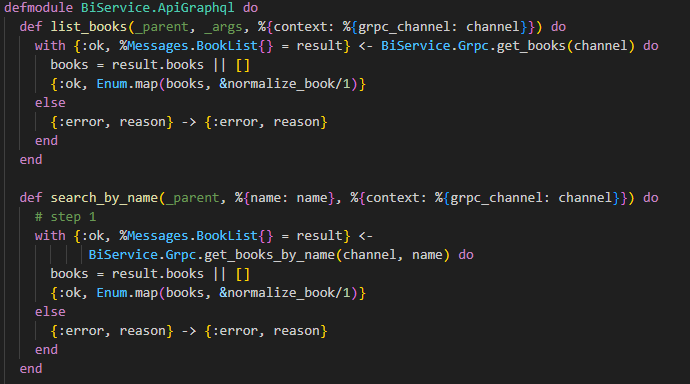 defmodule BiService.ApiGraphql do
  def list_books(_parent, _args, %{context: %{grpc_channel: channel}}) do
    with {:ok, %Messages.BookList{} = result} <- BiService.Grpc.get_books(channel) do
      books = result.books || []
      {:ok, Enum.map(books, &normalize_book/1)}
    else
      {:error, reason} -> {:error, reason}
    end
  end

  def search_by_name(_parent, %{name: name}, %{context: %{grpc_channel: channel}}) do
    # step 1
    with {:ok, %Messages.BookList{} = result} <-
           BiService.Grpc.get_books_by_name(channel, name) do
      books = result.books || []
      {:ok, Enum.map(books, &normalize_book/1)}
    else
      {:error, reason} -> {:error, reason}
    end
  end